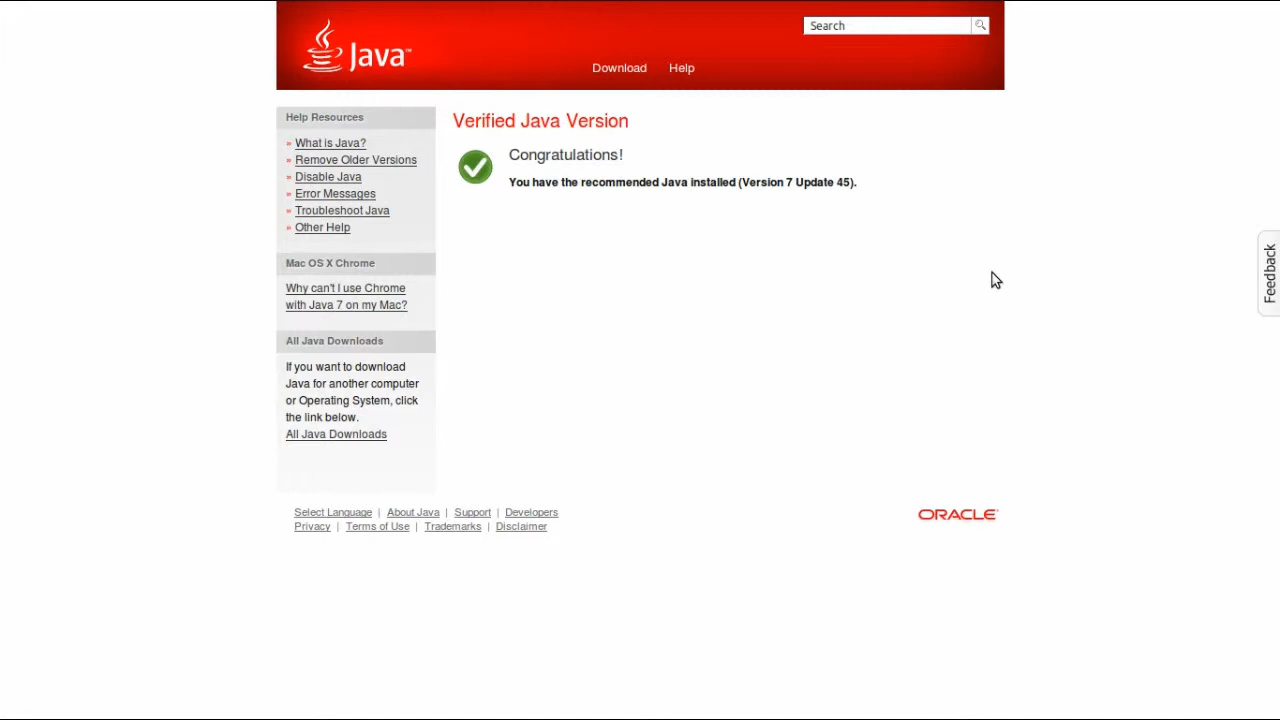 Java™
Search
Download Help
Help Resources
» What is Java?
» Remove Older Versions
» Disable Java
» Error Messages
» Troubleshoot Java
» Other Help
Mac OS X Chrome
Why can't I use Chrome
with Java 7 on my Mac?
All Java Downloads
If you want to download
Java for another computer
or Operating System, click
the link below.
All Java Downloads
Verified Java Version
Congratulations!
You have the recommended Java installed (Version 7 Update 45).
Feedback
Select Language | About Java | Support | Developers
Privacy | Terms of Use | Trademarks | Disclaimer
ORACLE